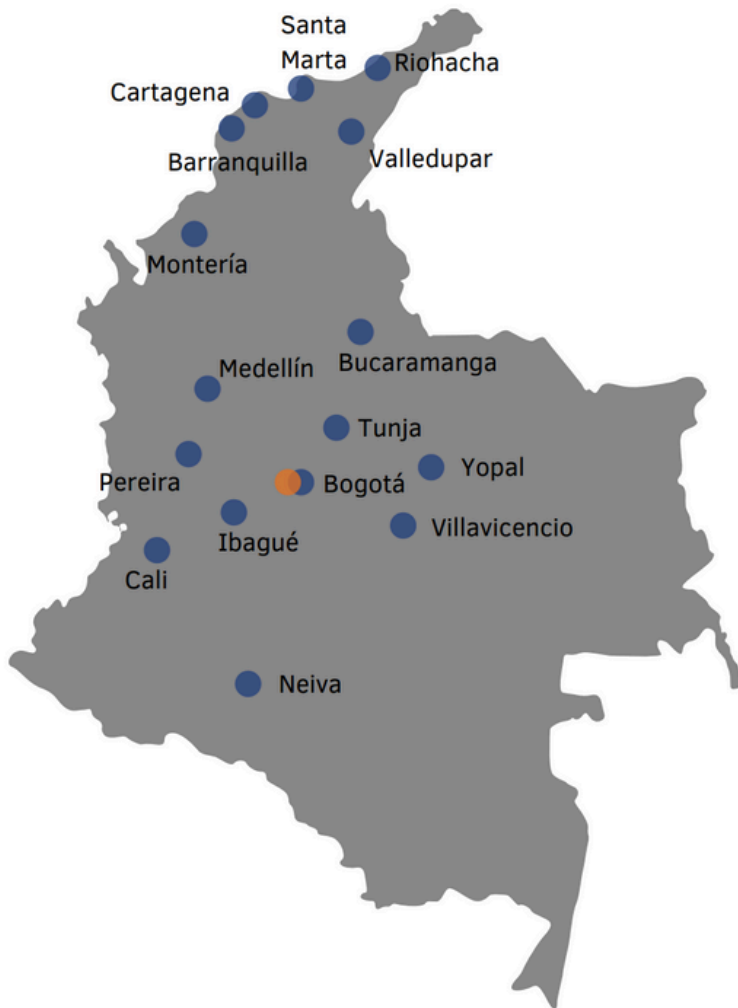 Santa
Marta
Riohacha
Cartagena
Barranquilla
Valledupar
Montería
Medellín
Bucaramanga
Tunja
Pereira
Bogotá
Yopal
Ibagué
Villavicencio
Cali
Neiva